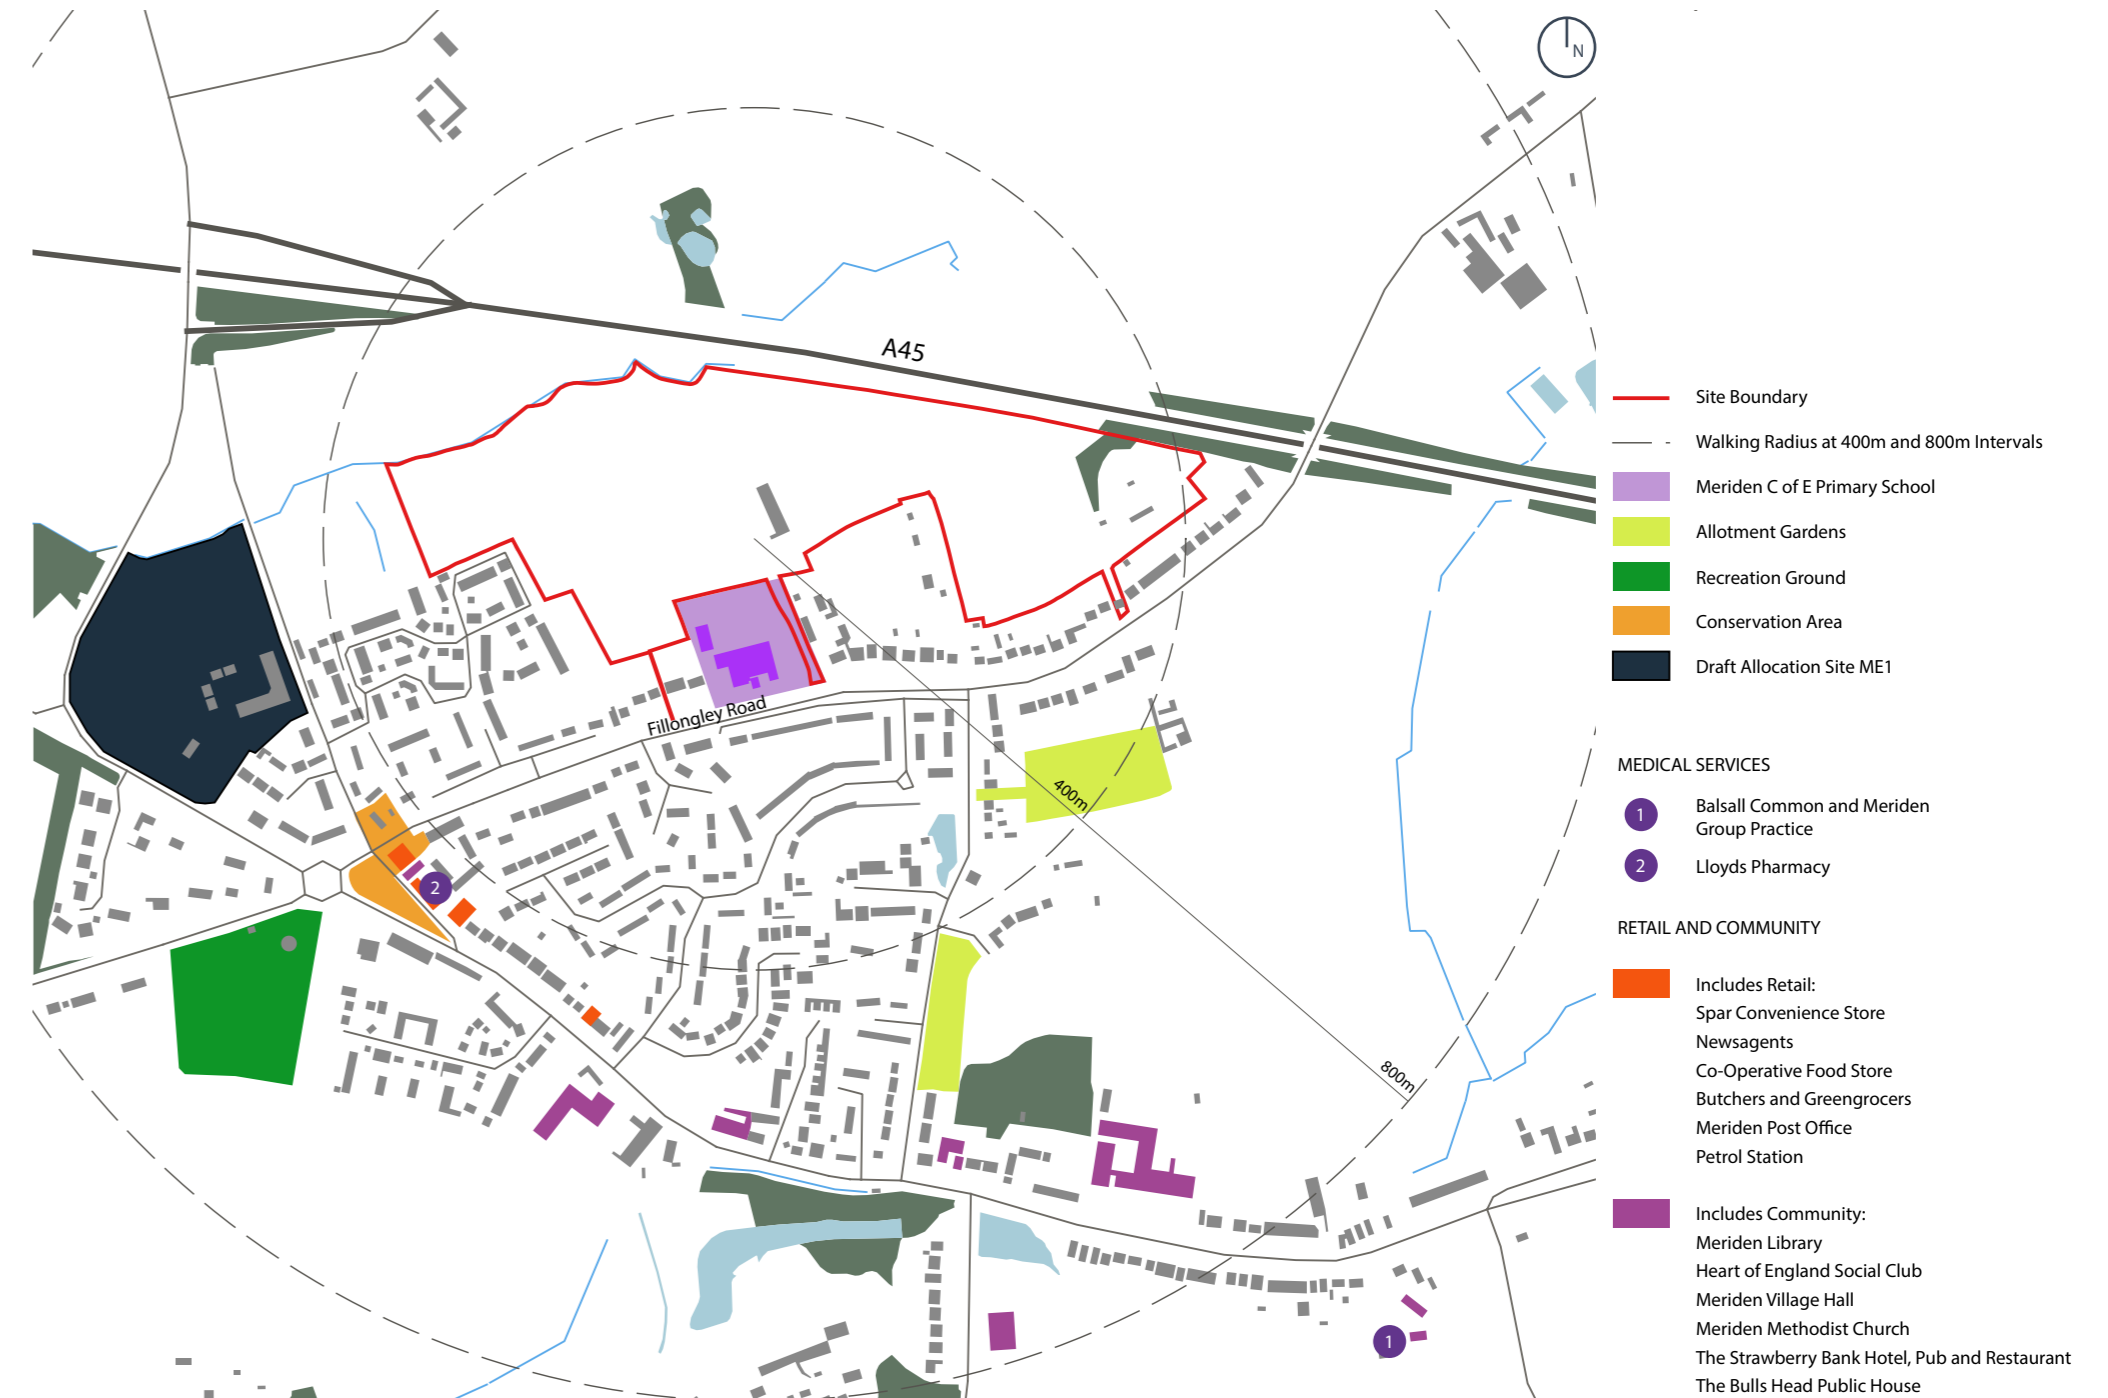 N
A45
Fillongley Road
400m
800m
2
1
Site Boundary
Walking Radius at 400m and 800m Intervals
Meriden C of E Primary School
Allotment Gardens
Recreation Ground
Conservation Area
Draft Allocation Site ME1
MEDICAL SERVICES
1
Balsall Common and Meriden
Group Practice
2
Lloyds Pharmacy
RETAIL AND COMMUNITY
Includes Retail:
Spar Convenience Store
Newsagents
Co-Operative Food Store
Butchers and Greengrocers
Meriden Post Office
Petrol Station
Includes Community:
Meriden Library
Heart of England Social Club
Meriden Village Hall
Meriden Methodist Church
The Strawberry Bank Hotel, Pub and Restaurant
The Bulls Head Public House